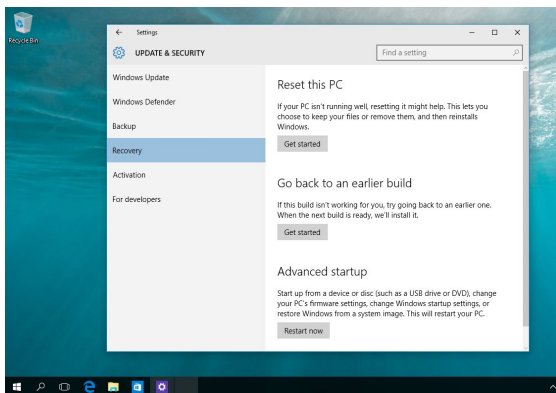 Recycle Bin
Settings
UPDATE & SECURITY
Find a setting
Windows Update
Windows Defender
Backup
Recovery
Activation
For developers
Reset this PC
If your PC isn't running well, resetting it might help. This lets you
choose to keep your files or remove them, and then reinstalls
Windows.
Get started
Go back to an earlier build
If this build isn't working for you, try going back to an earlier one.
When the next build is ready, we'll install it.
Get started
Advanced startup
Start up from a device or disc (such as a USB drive or DVD), change
your PC's firmware settings, change Windows startup settings, or
restore Windows from a system image. This will restart your PC.
Restart now